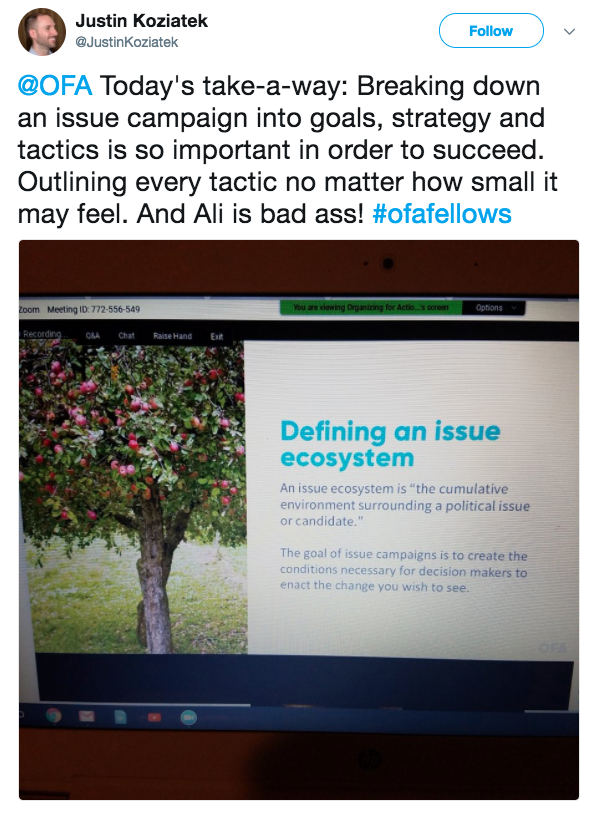 Justin Koziatek
@JustinKoziatek
Follow
@OFA Today's take-a-way: Breaking down
an issue campaign into goals, strategy and
tactics is so important in order to succeed.
Outlining every tactic no matter how small it
may feel. And Ali is bad ass! #ofafellows
Zoom Meeting ID: 772-556-549
You are viewing Organizing for Actio...'s screen
Options
Recording... Q&A Chat Raise Hand Exit
Defining an issue
ecosystem
An issue ecosystem is "the cumulative
environment surrounding a political issue
or candidate."
The goal of issue campaigns is to create the
conditions necessary for decision makers to
enact the change you wish to see.
OFA